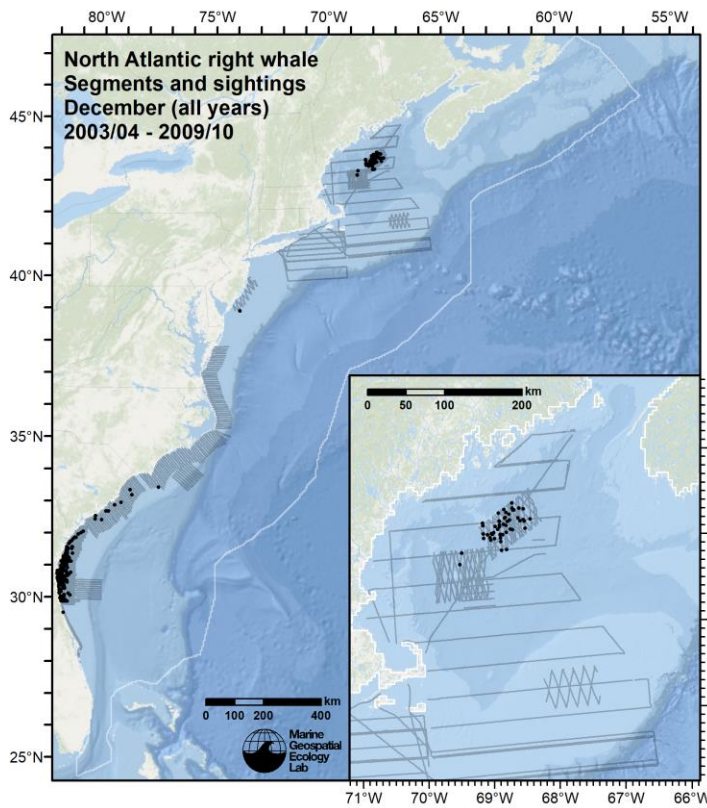 80°W 75°W 70°W 65°W 60°W 55°W
North Atlantic right whale
Segments and sightings
December (all years)
2003/04 - 2009/10
45°N
40°N
35°N
30°N
25°N
km
0 50 100 200
km
0 100 200 400
Marine
Geospatial
Ecology
Lab
71°W 70°W 69°W 68°W 67°W 66°W